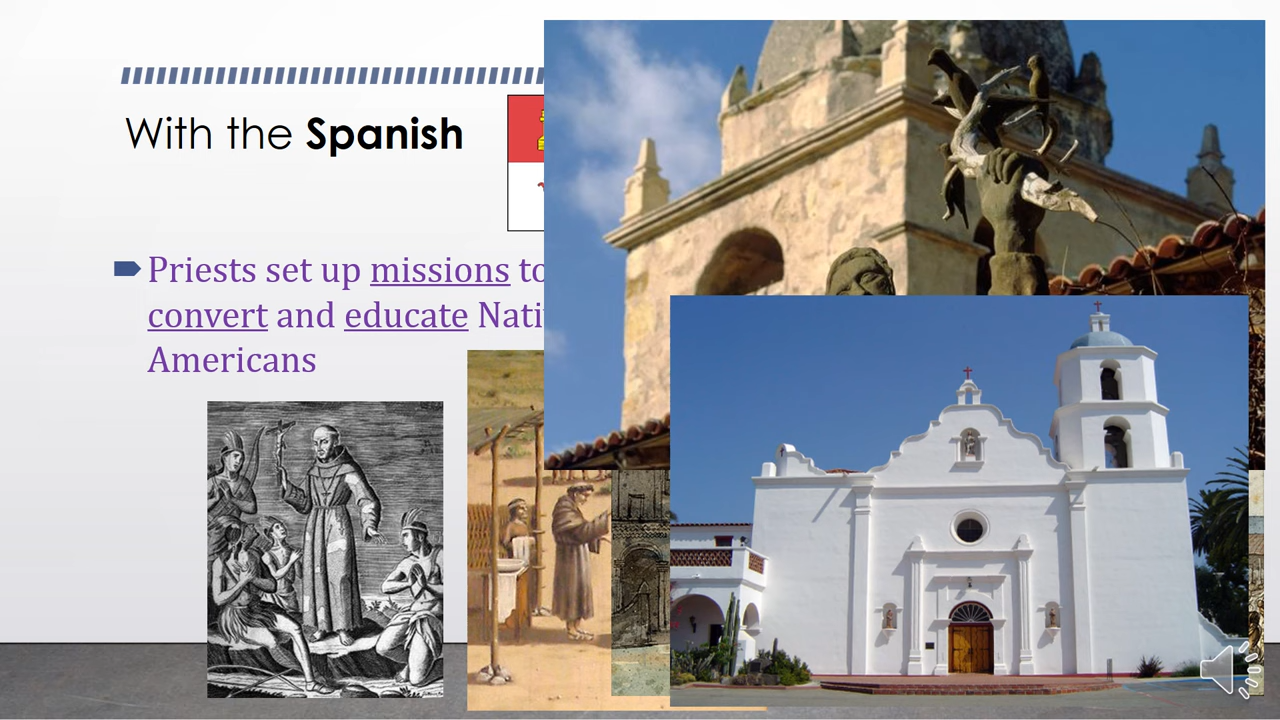 With the Spanish
Priests set up missions to
convert and educate Nati
Americans